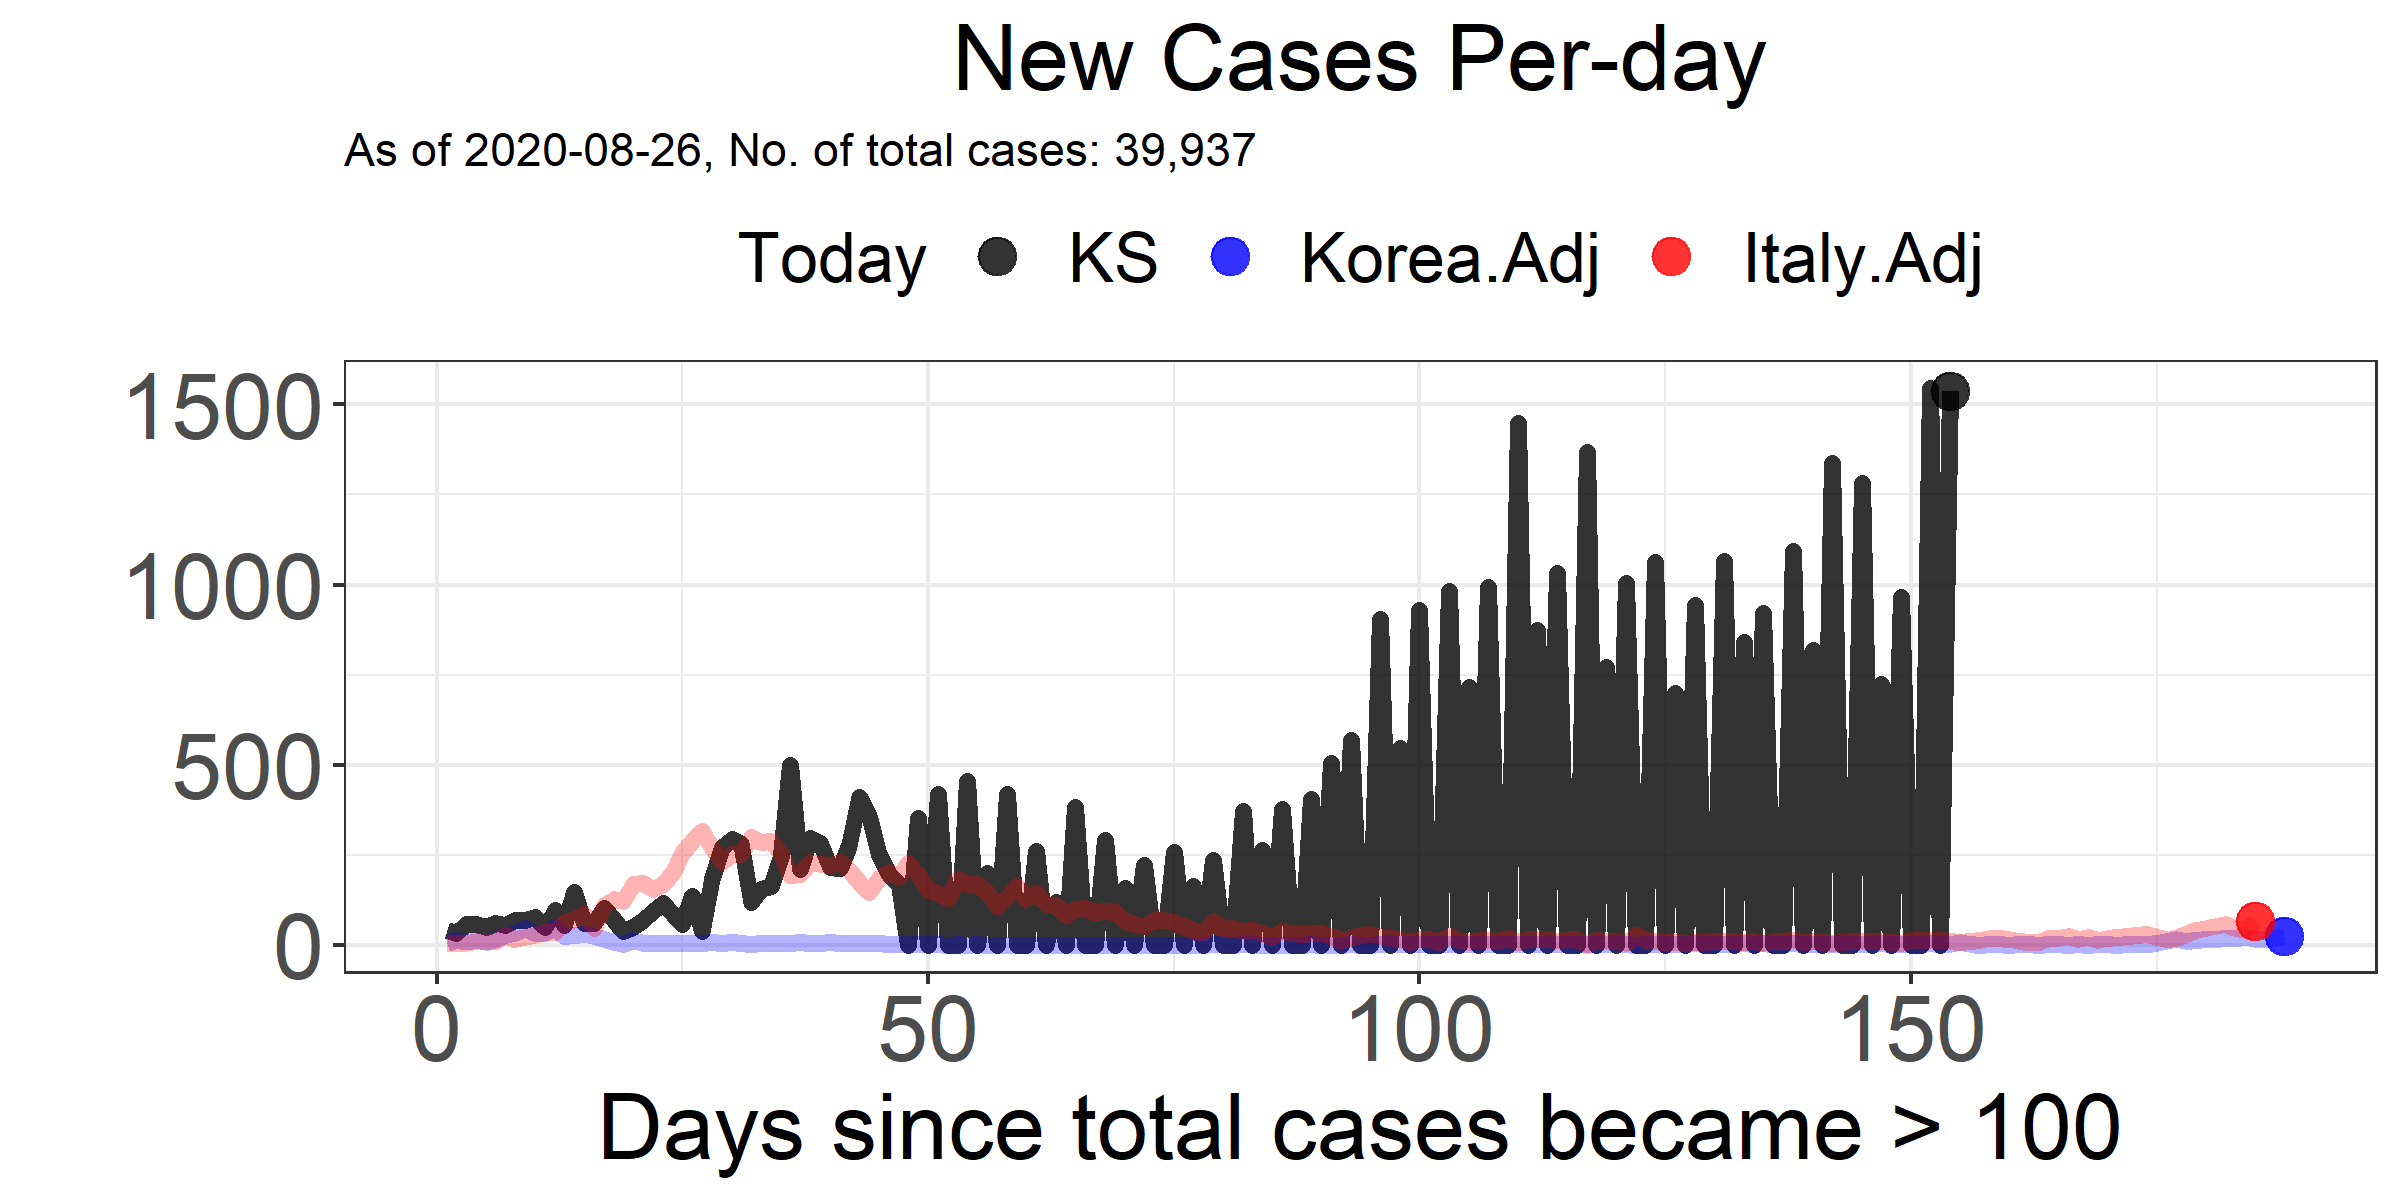 New Cases Per-day
As of 2020-08-26, No. of total cases: 39,937
Today KS Korea.Adj Italy.Adj
1500
1000
500
0
0 50 100 150
Days since total cases became > 100